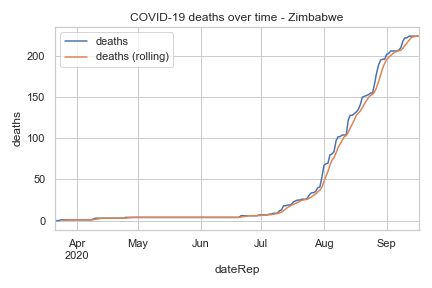 COVID-19 deaths over time - Zimbabwe
deaths
deaths (rolling)
200
150
100
50
0
deaths
Apr May Jun Jul Aug Sep
2020
dateRep